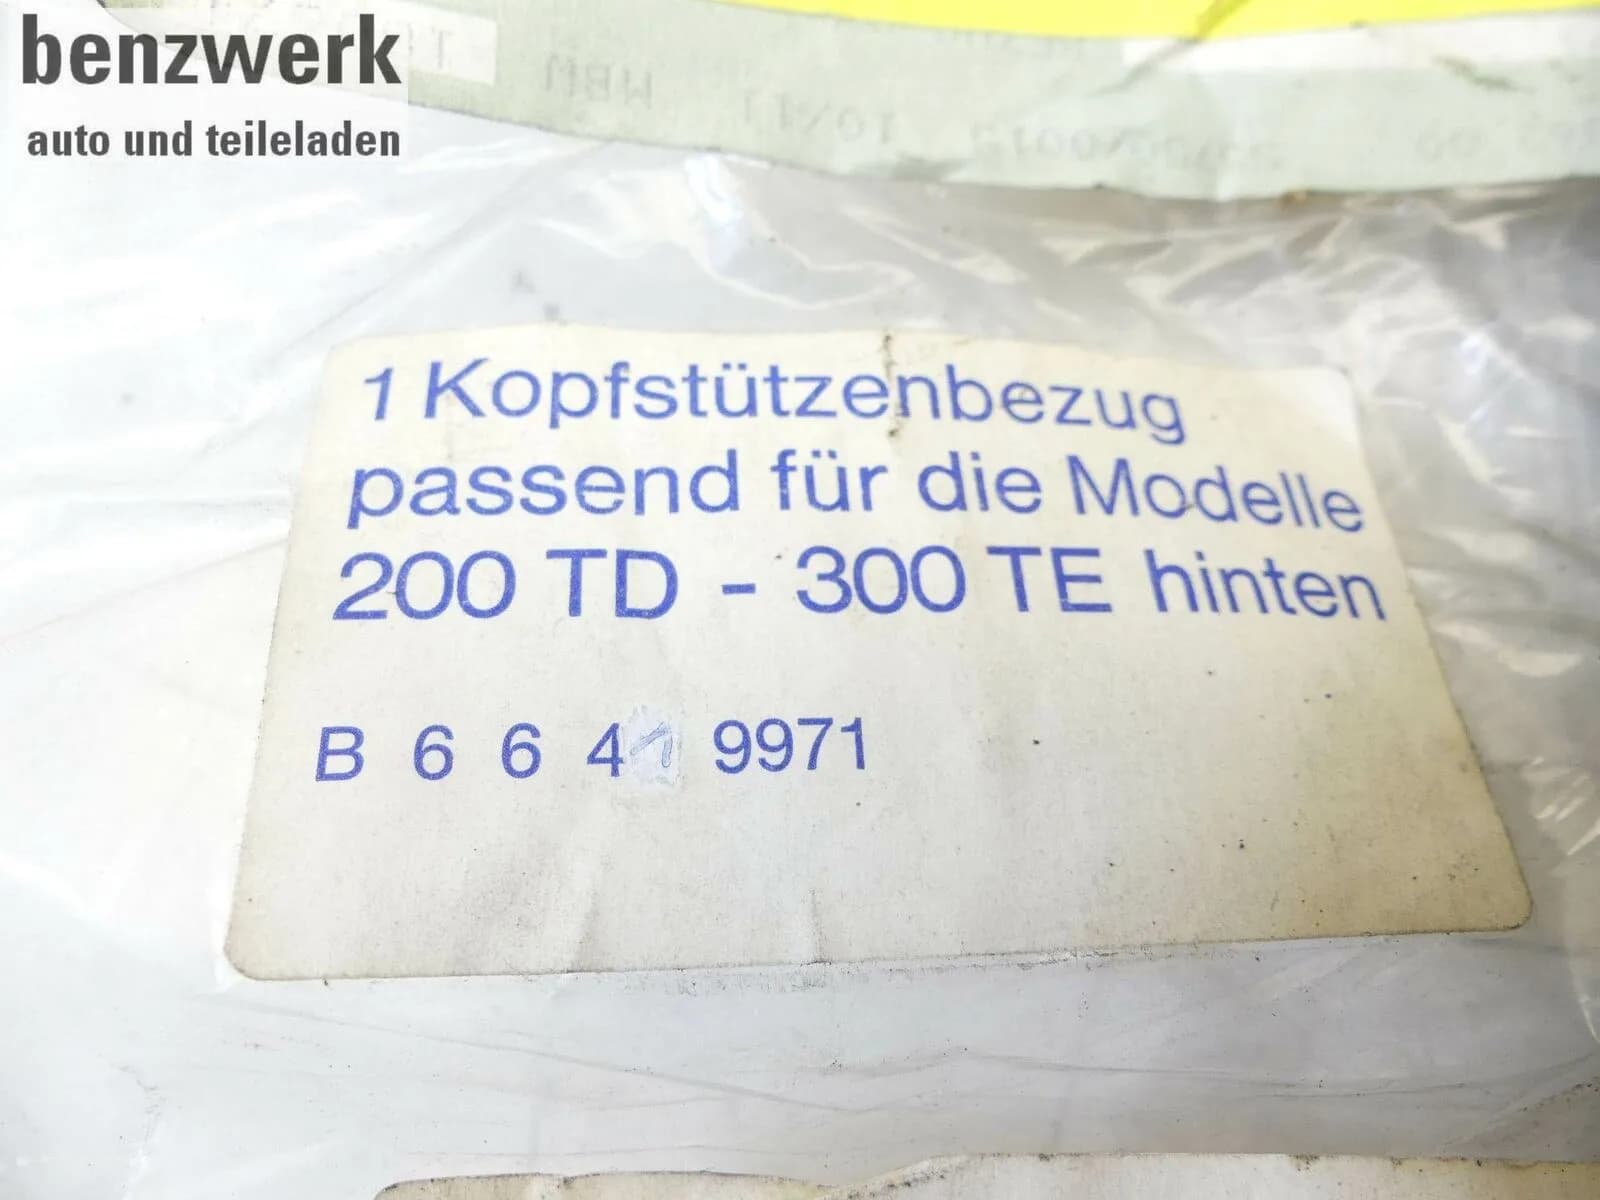 benzwerk
auto und teileladen
1 Kopfstützenbezug
passend für die Modelle
200 TD - 300 TE hinten
B 6 6 4 1 9971